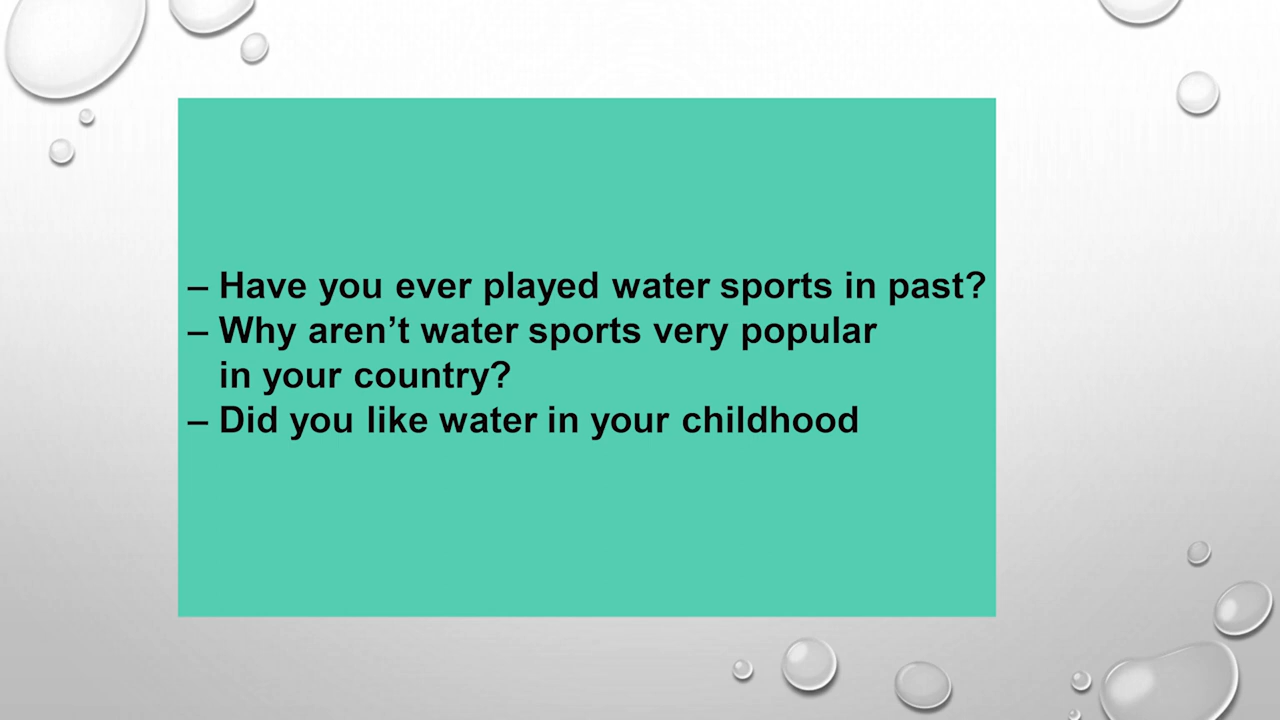 – Have you ever played water sports in past?
– Why aren’t water sports very popular
in your country?
– Did you like water in your childhood